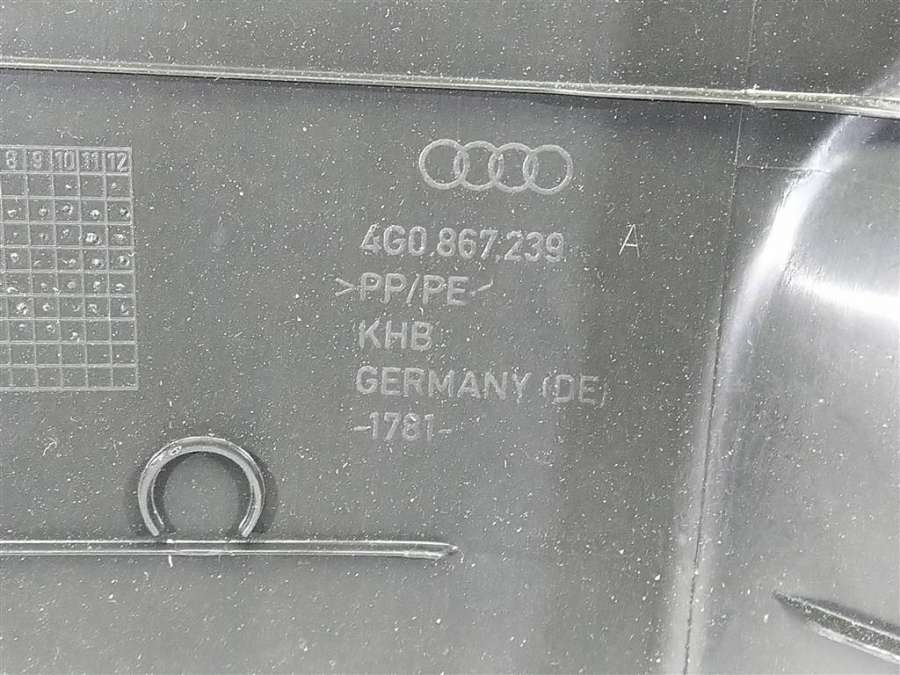 8 9 10 11 12
4G0.867.239 A
>PP/PE<
KHB
GERMANY (DE)
-1781-